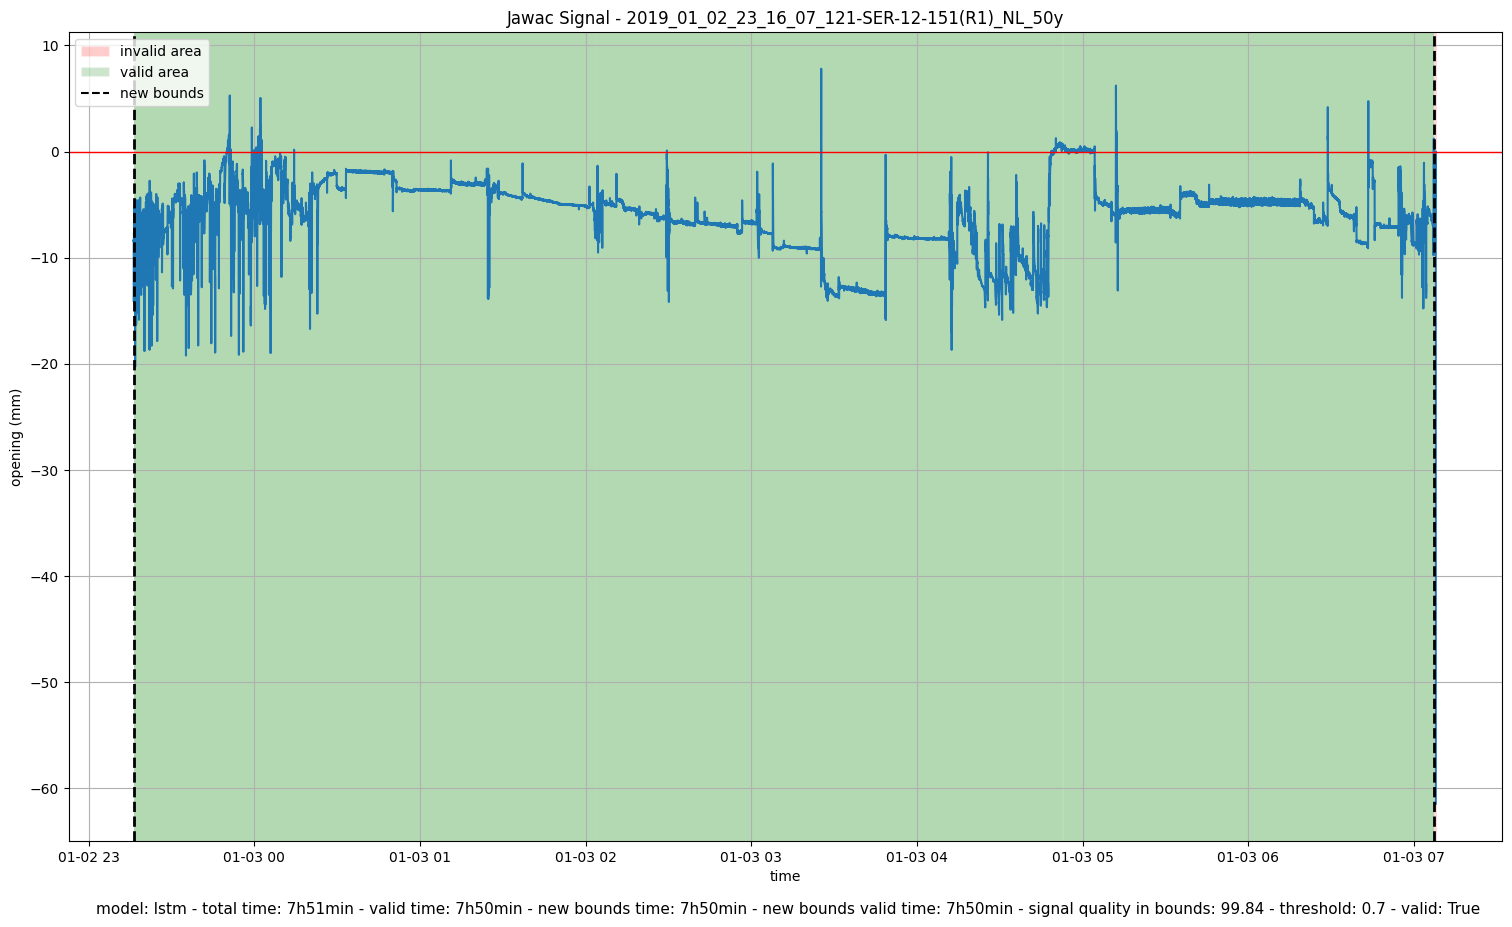 Jawac Signal - 2019_01_02_23_16_07_121-SER-12-151(R1)_NL_50y
invalid area
valid area
new bounds
10
0
−10
−20
−30
−40
−50
−60
opening (mm)
01-02 23
01-03 00
01-03 01
01-03 02
01-03 03
01-03 04
01-03 05
01-03 06
01-03 07
time
model: lstm - total time: 7h51min - valid time: 7h50min - new bounds time: 7h50min - new bounds valid time: 7h50min - signal quality in bounds: 99.84 - threshold: 0.7 - valid: True